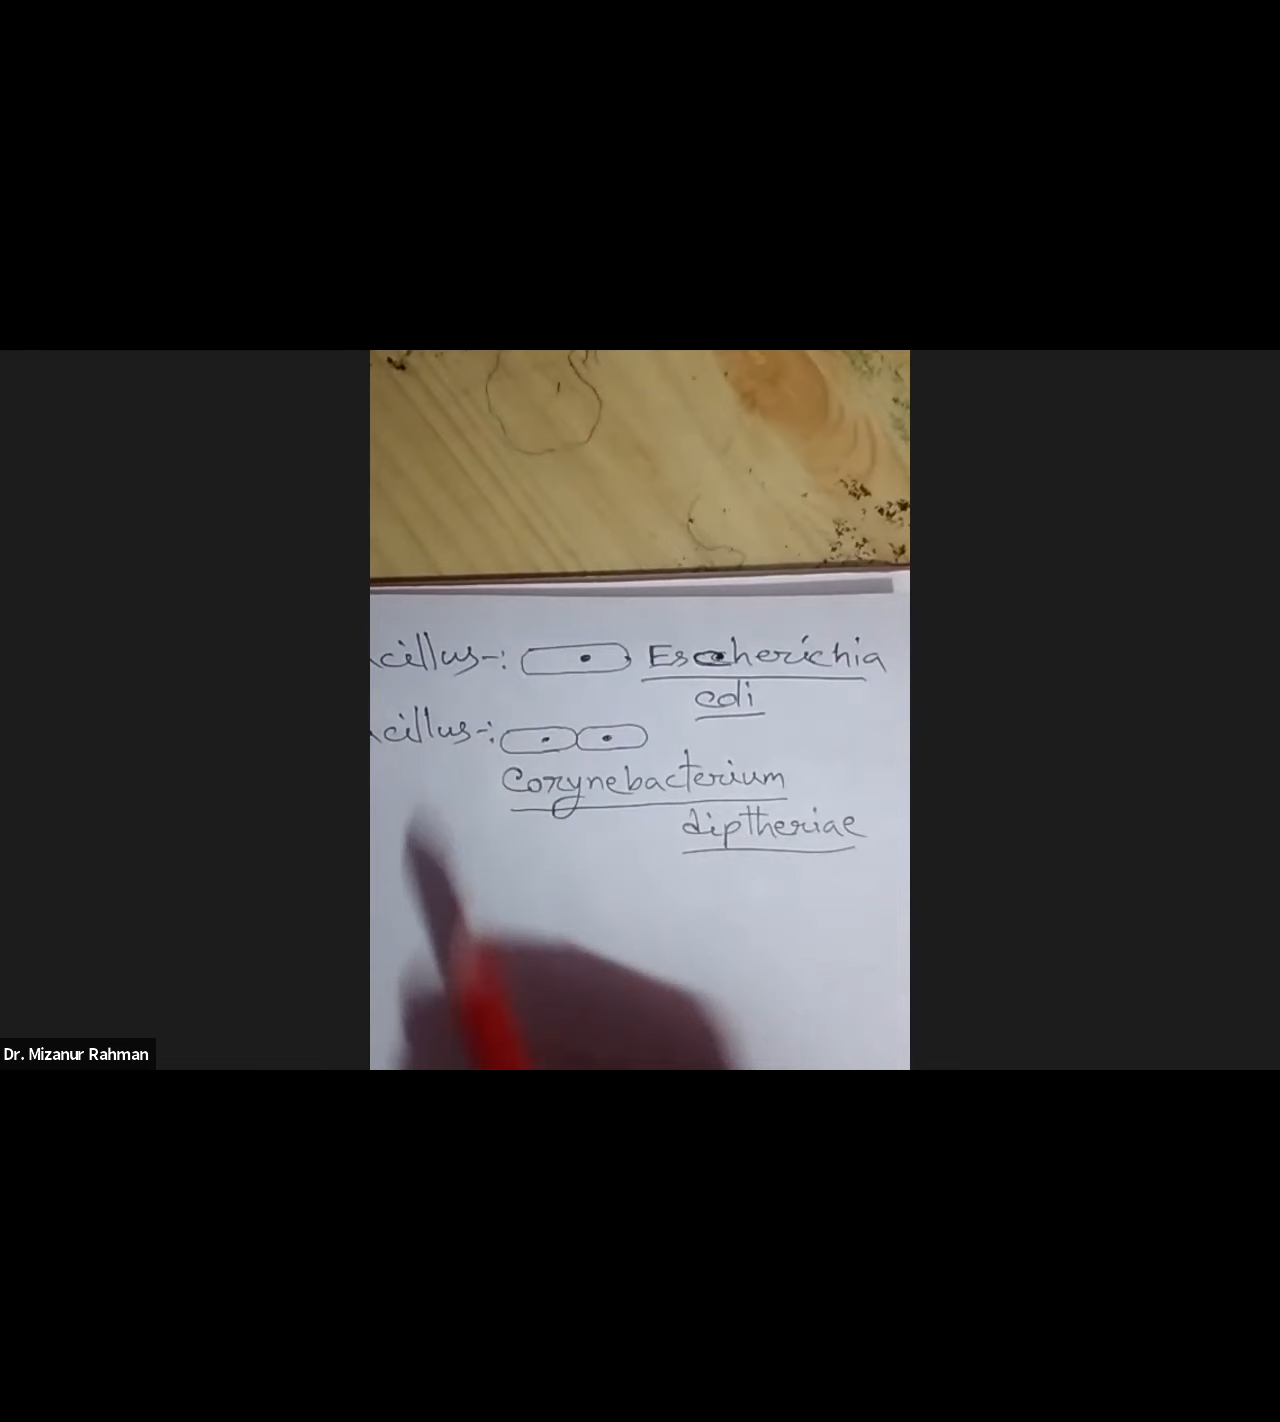 cillus-: Escherichia
coli
cillus-:
Corynebacterium
diptheriae
Dr. Mizanur Rahman